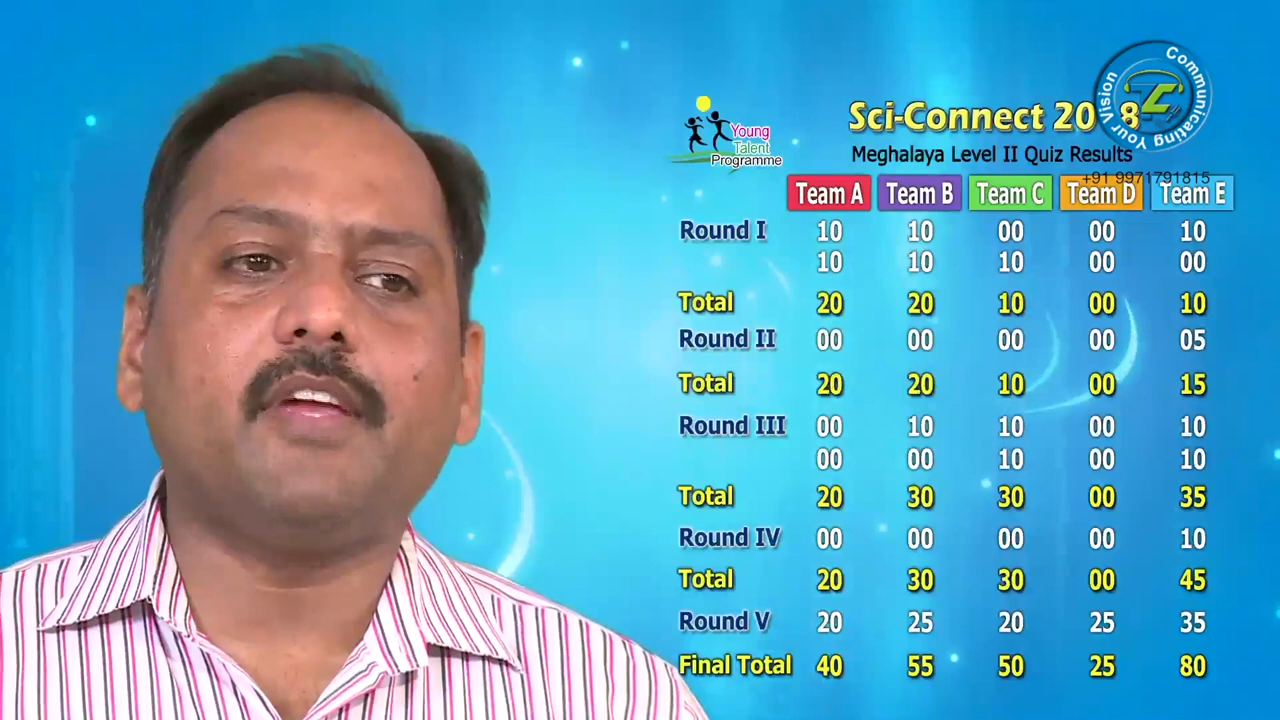 Communicating Your Vision
TC
Young
Talent
Programme
Sci-Connect 2018
Meghalaya Level II Quiz Results
+91 9971791815
Team A Team B Team C Team D Team E
Round I 10 10 00 00 10
10 10 10 00 00
Total 20 20 10 00 10
Round II 00 00 00 00 05
Total 20 20 10 00 15
Round III 00 10 10 00 10
00 00 10 00 10
Total 20 30 30 00 35
Round IV 00 00 00 00 10
Total 20 30 30 00 45
Round V 20 25 20 25 35
Final Total 40 55 50 25 80